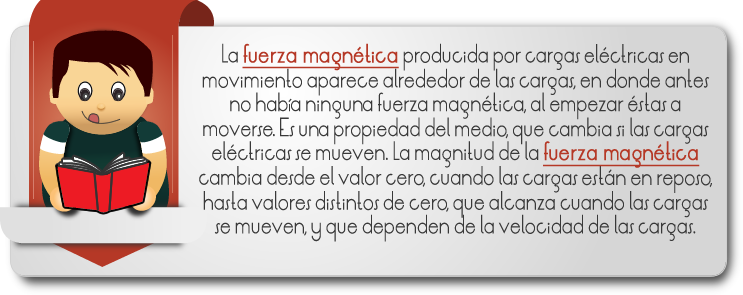 La fuerza magnética producida por cargas eléctricas en
movimiento aparece alrededor de las cargas, en donde antes
no había ninguna fuerza magnética, al empezar éstas a
moverse. Es una propiedad del medio, que cambia si las cargas
eléctricas se mueven. La magnitud de la fuerza magnética
cambia desde el valor cero, cuando las cargas están en reposo,
hasta valores distintos de cero, que alcanza cuando las cargas
se mueven, y que dependen de la velocidad de las cargas.